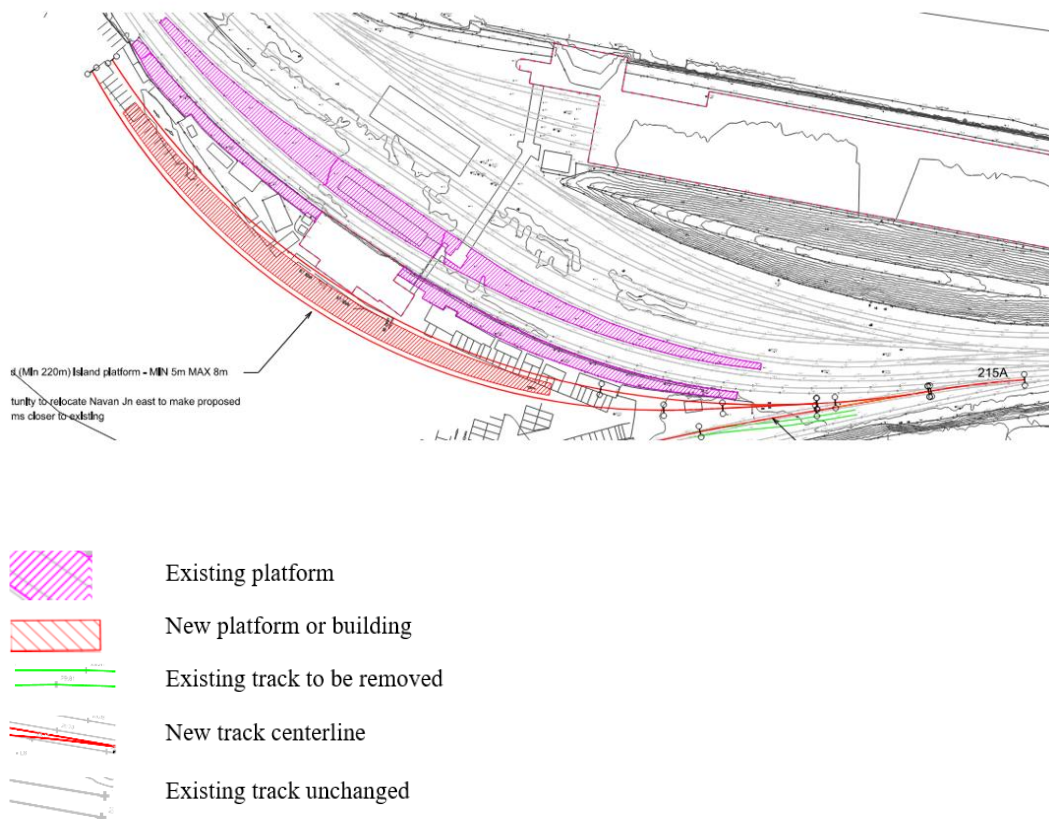 (Min 220m) Island platform - MIN 5m MAX 8m
tunity to relocate Navan Jn east to make proposed
ms closer to existing
215A
Existing platform
New platform or building
Existing track to be removed
New track centerline
Existing track unchanged